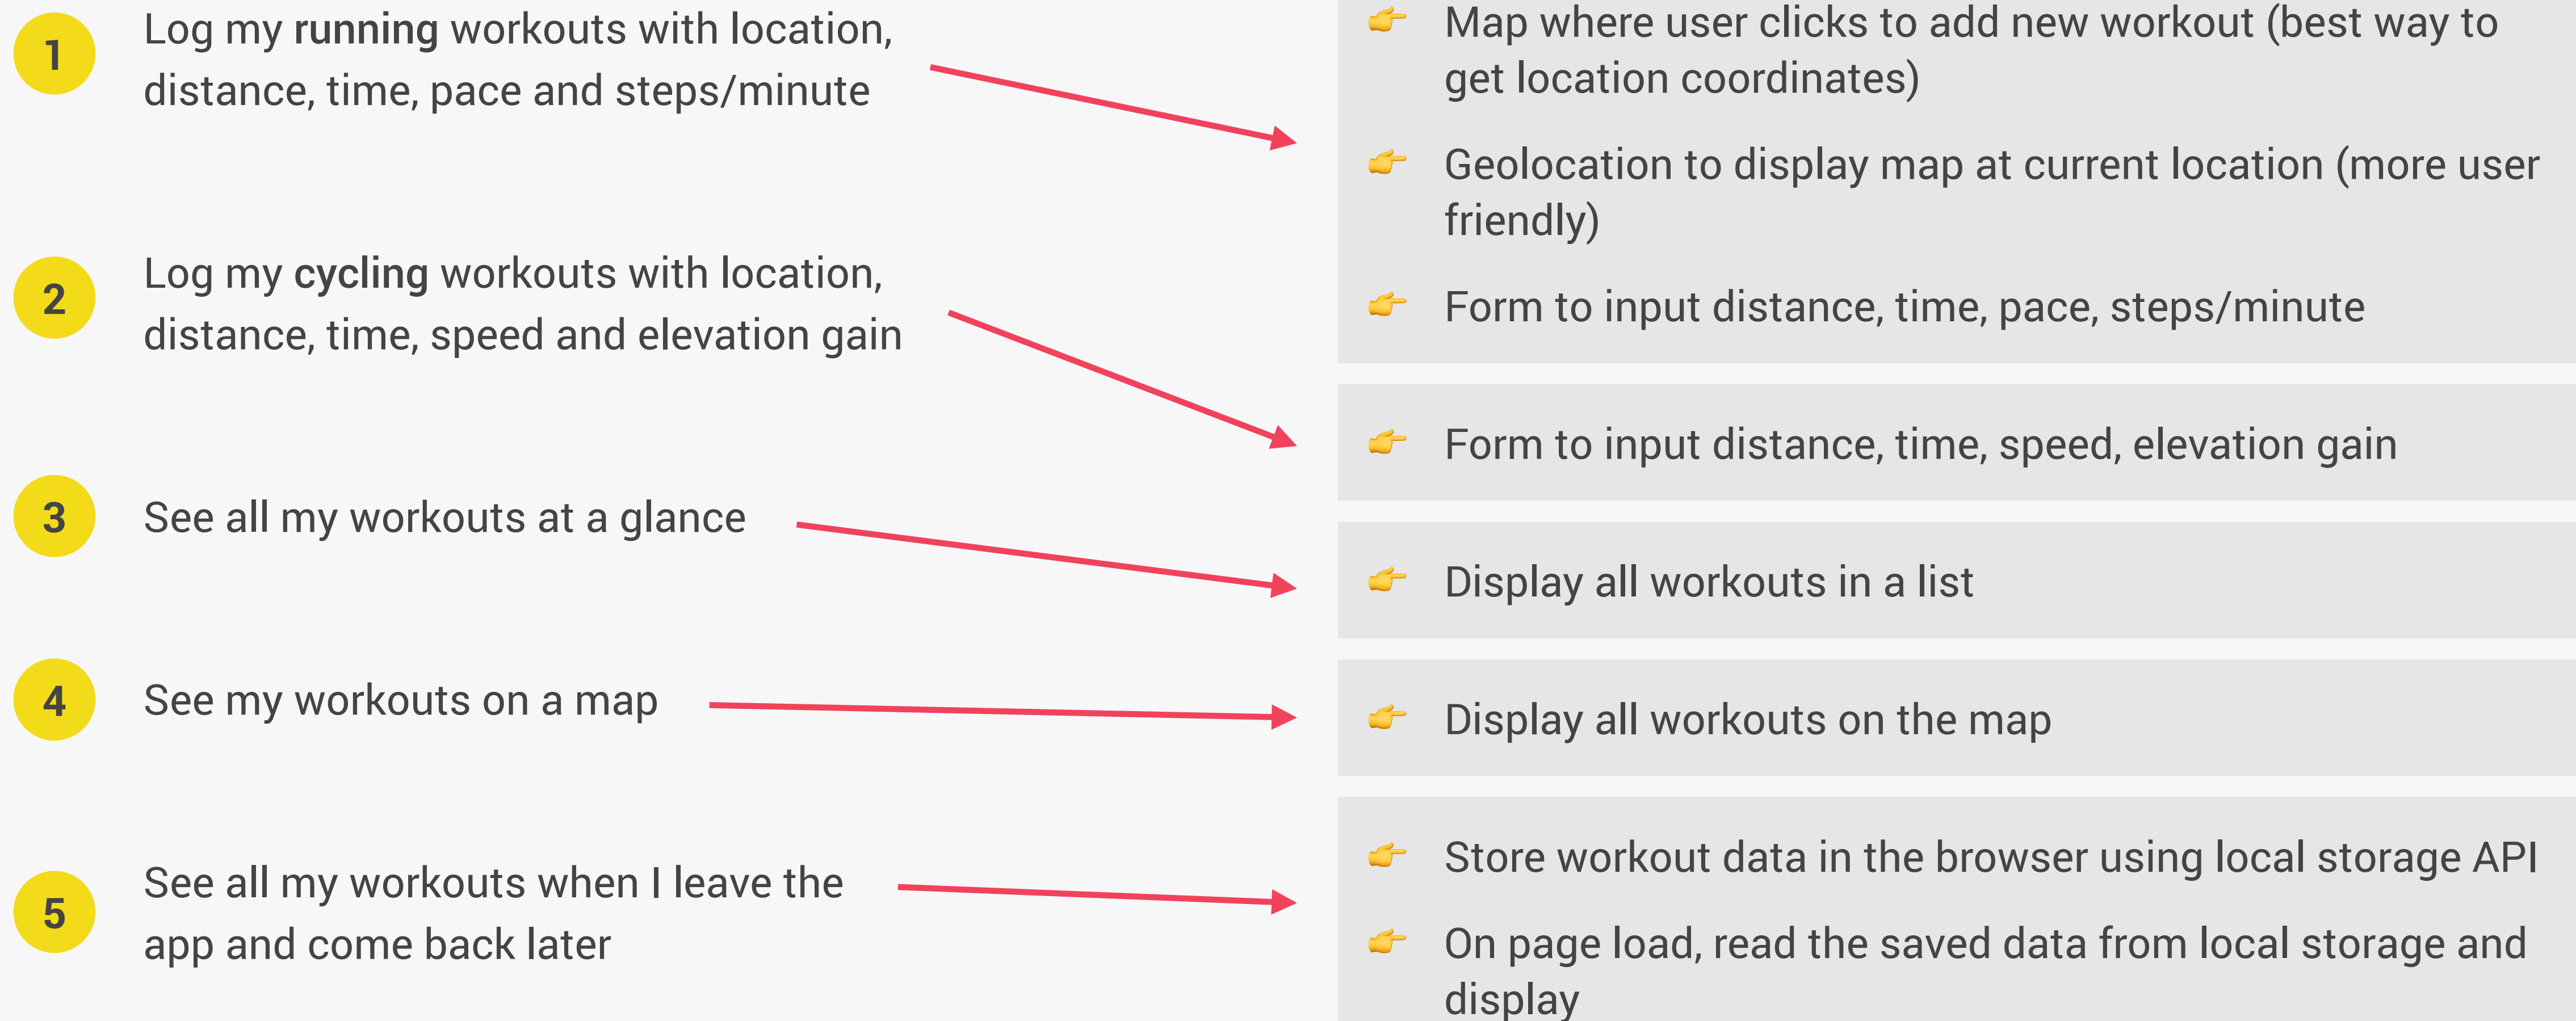 1
Log my running workouts with location,
distance, time, pace and steps/minute
2
Log my cycling workouts with location,
distance, time, speed and elevation gain
3
See all my workouts at a glance
4
See my workouts on a map
5
See all my workouts when I leave the
app and come back later
Map where user clicks to add new workout (best way to
get location coordinates)
Geolocation to display map at current location (more user
friendly)
Form to input distance, time, pace, steps/minute
Form to input distance, time, speed, elevation gain
Display all workouts in a list
Display all workouts on the map
Store workout data in the browser using local storage API
On page load, read the saved data from local storage and
display